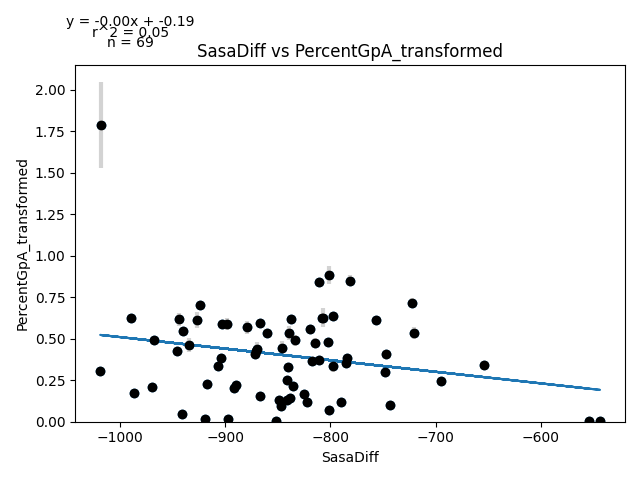 y = -0.00x + -0.19
r^2 = 0.05
n = 69
SasaDiff vs PercentGpA_transformed
PercentGpA_transformed
2.00
1.75
1.50
1.25
1.00
0.75
0.50
0.25
0.00
−1000
−900
−800
−700
−600
SasaDiff